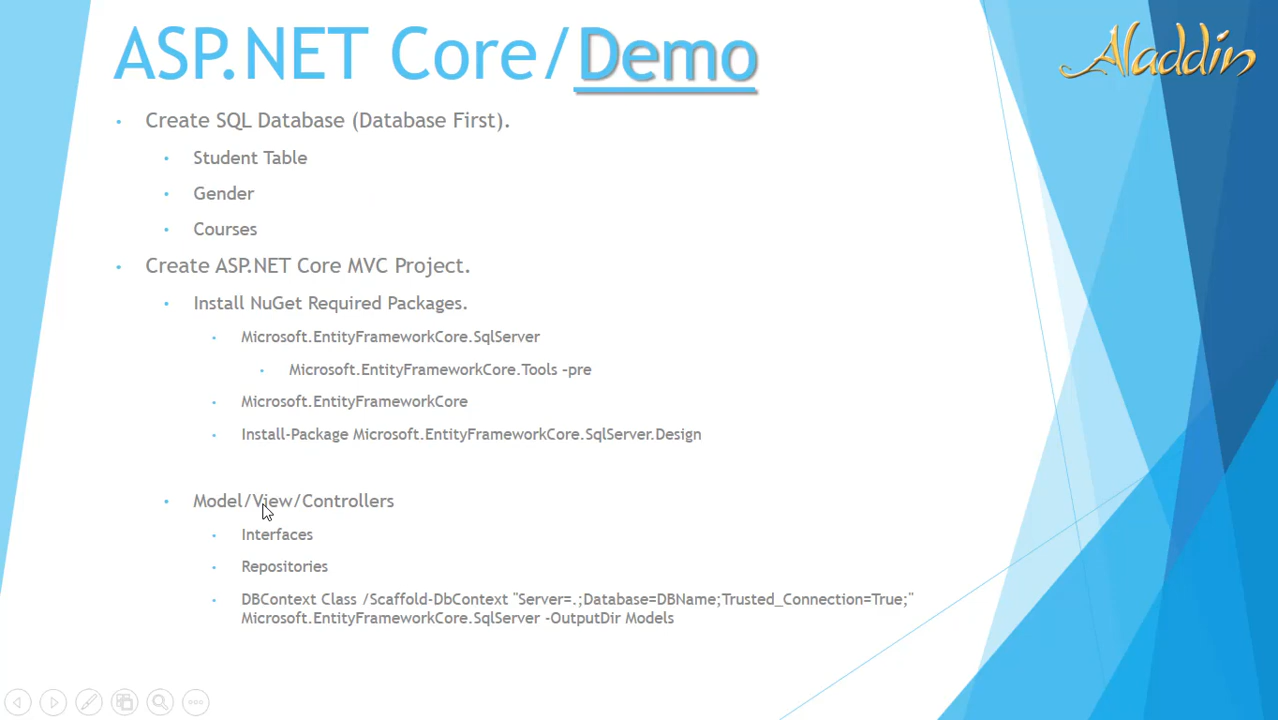 ASP.NET Core/Demo
Aladdin
Create SQL Database (Database First).
Student Table
Gender
Courses
Create ASP.NET Core MVC Project.
Install NuGet Required Packages.
Microsoft.EntityFrameworkCore.SqlServer
Microsoft.EntityFrameworkCore.Tools –pre
Microsoft.EntityFrameworkCore
Install-Package Microsoft.EntityFrameworkCore.SqlServer.Design
Model/View/Controllers
Interfaces
Repositories
DBContext Class /Scaffold-DbContext "Server=.;Database=DBName;Trusted_Connection=True;"
Microsoft.EntityFrameworkCore.SqlServer -OutputDir Models